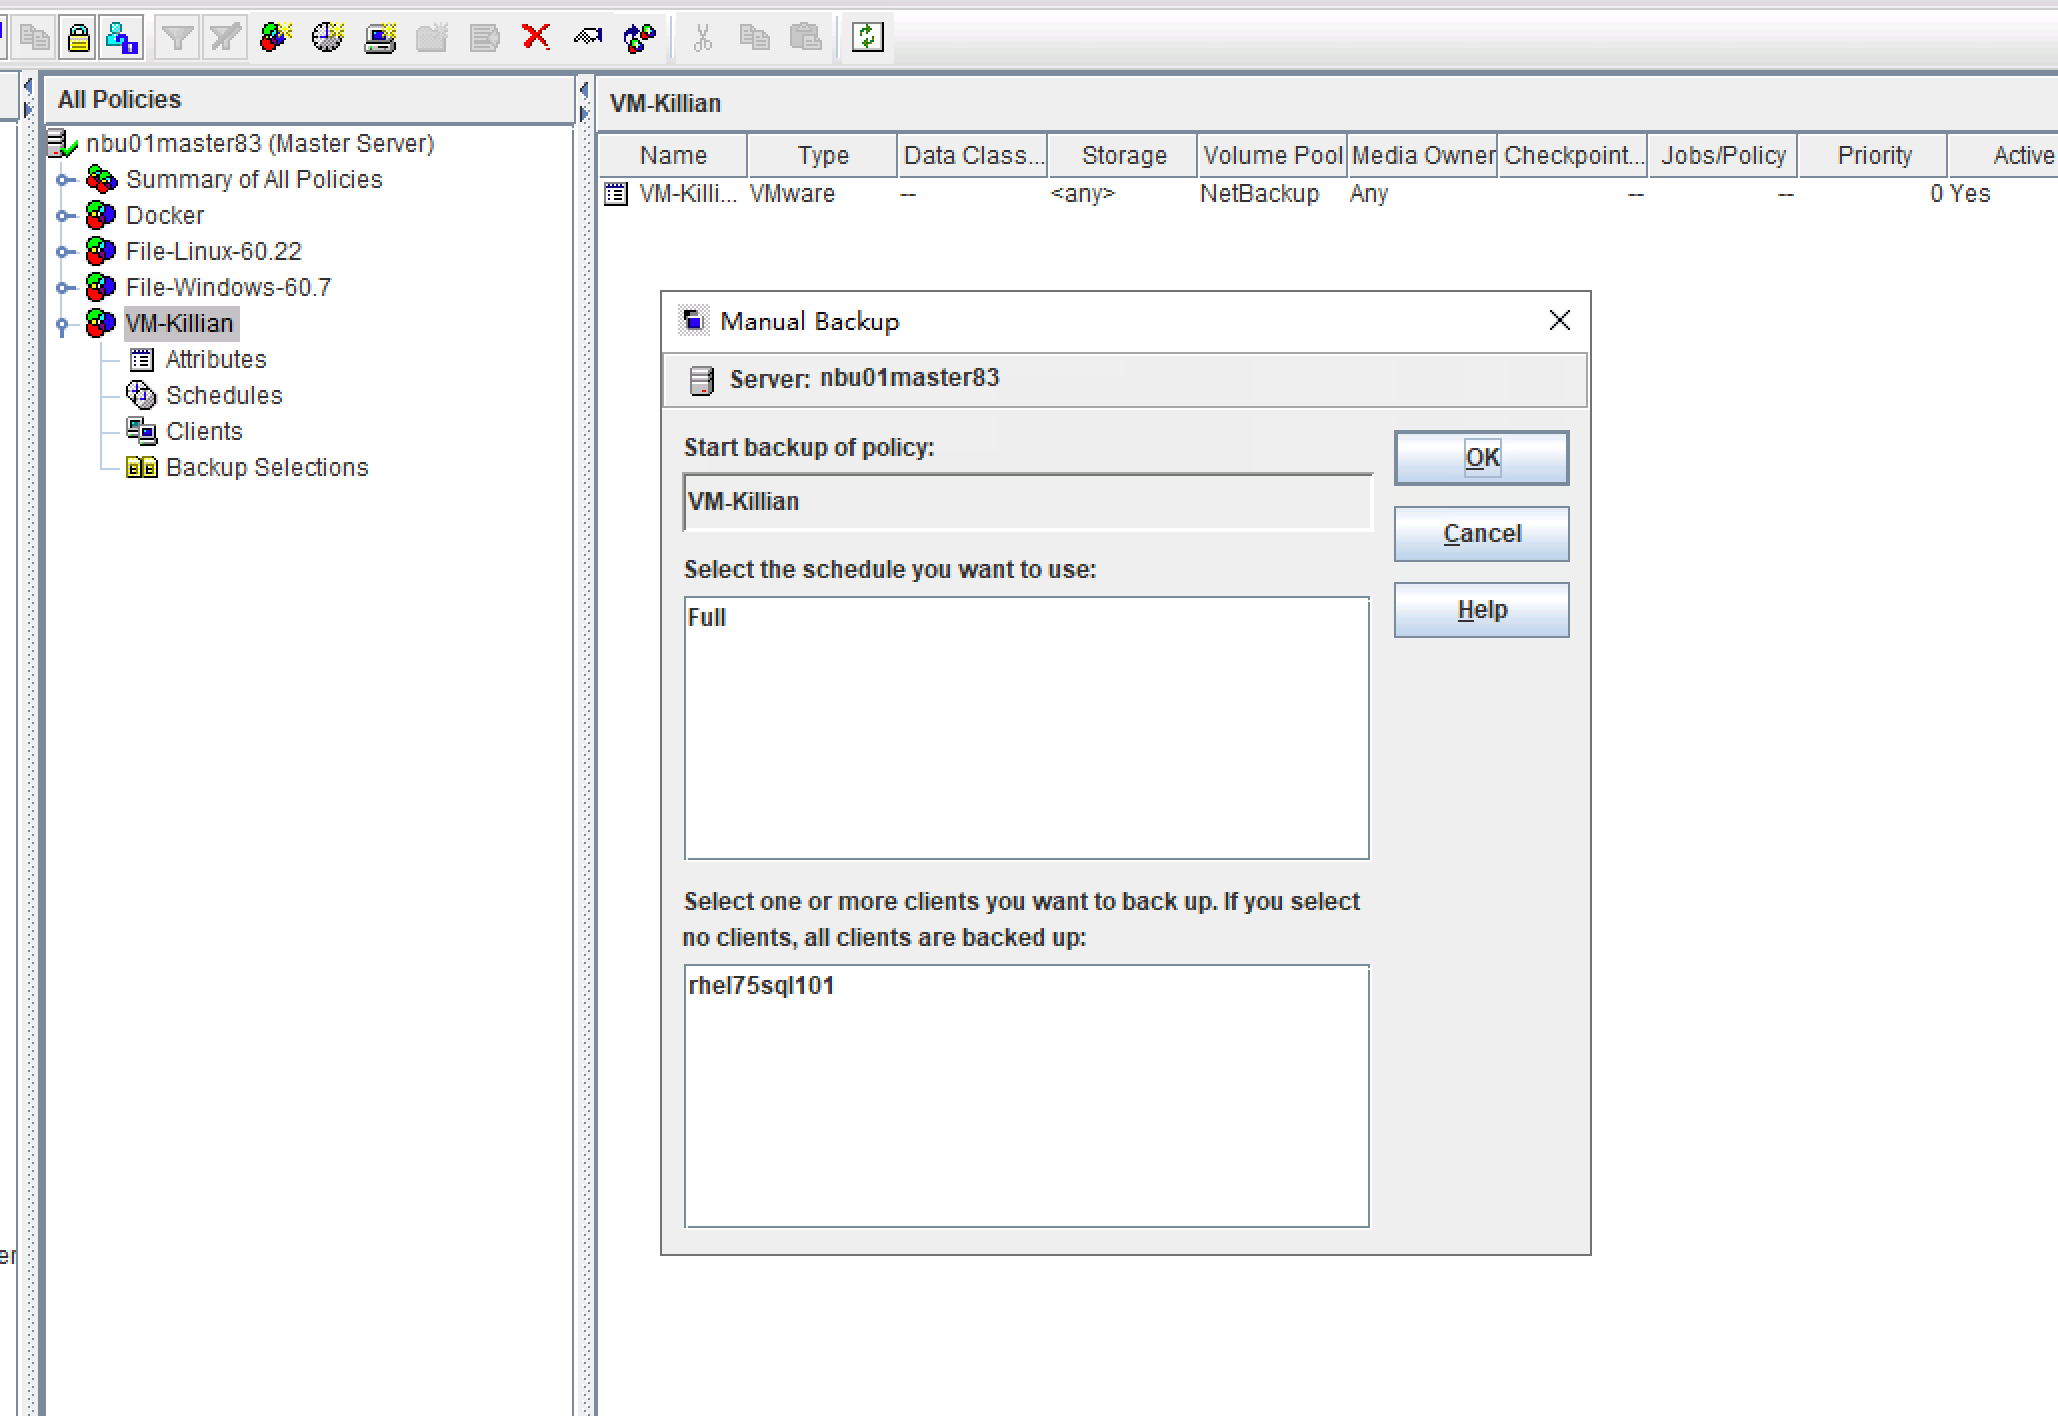 All Policies
nbu01master83 (Master Server)
Summary of All Policies
Docker
File-Linux-60.22
File-Windows-60.7
VM-Killian
Attributes
Schedules
Clients
Backup Selections
er
VM-Killian
Name Type Data Class... Storage Volume Pool Media Owner Checkpoint... Jobs/Policy Priority Active
VM-Killi... VMware -- <any> NetBackup Any -- -- 0 Yes
Manual Backup
Server: nbu01master83
Start backup of policy:
VM-Killian
Select the schedule you want to use:
Full
Select one or more clients you want to back up. If you select
no clients, all clients are backed up:
rhel75sql101
OK
Cancel
Help